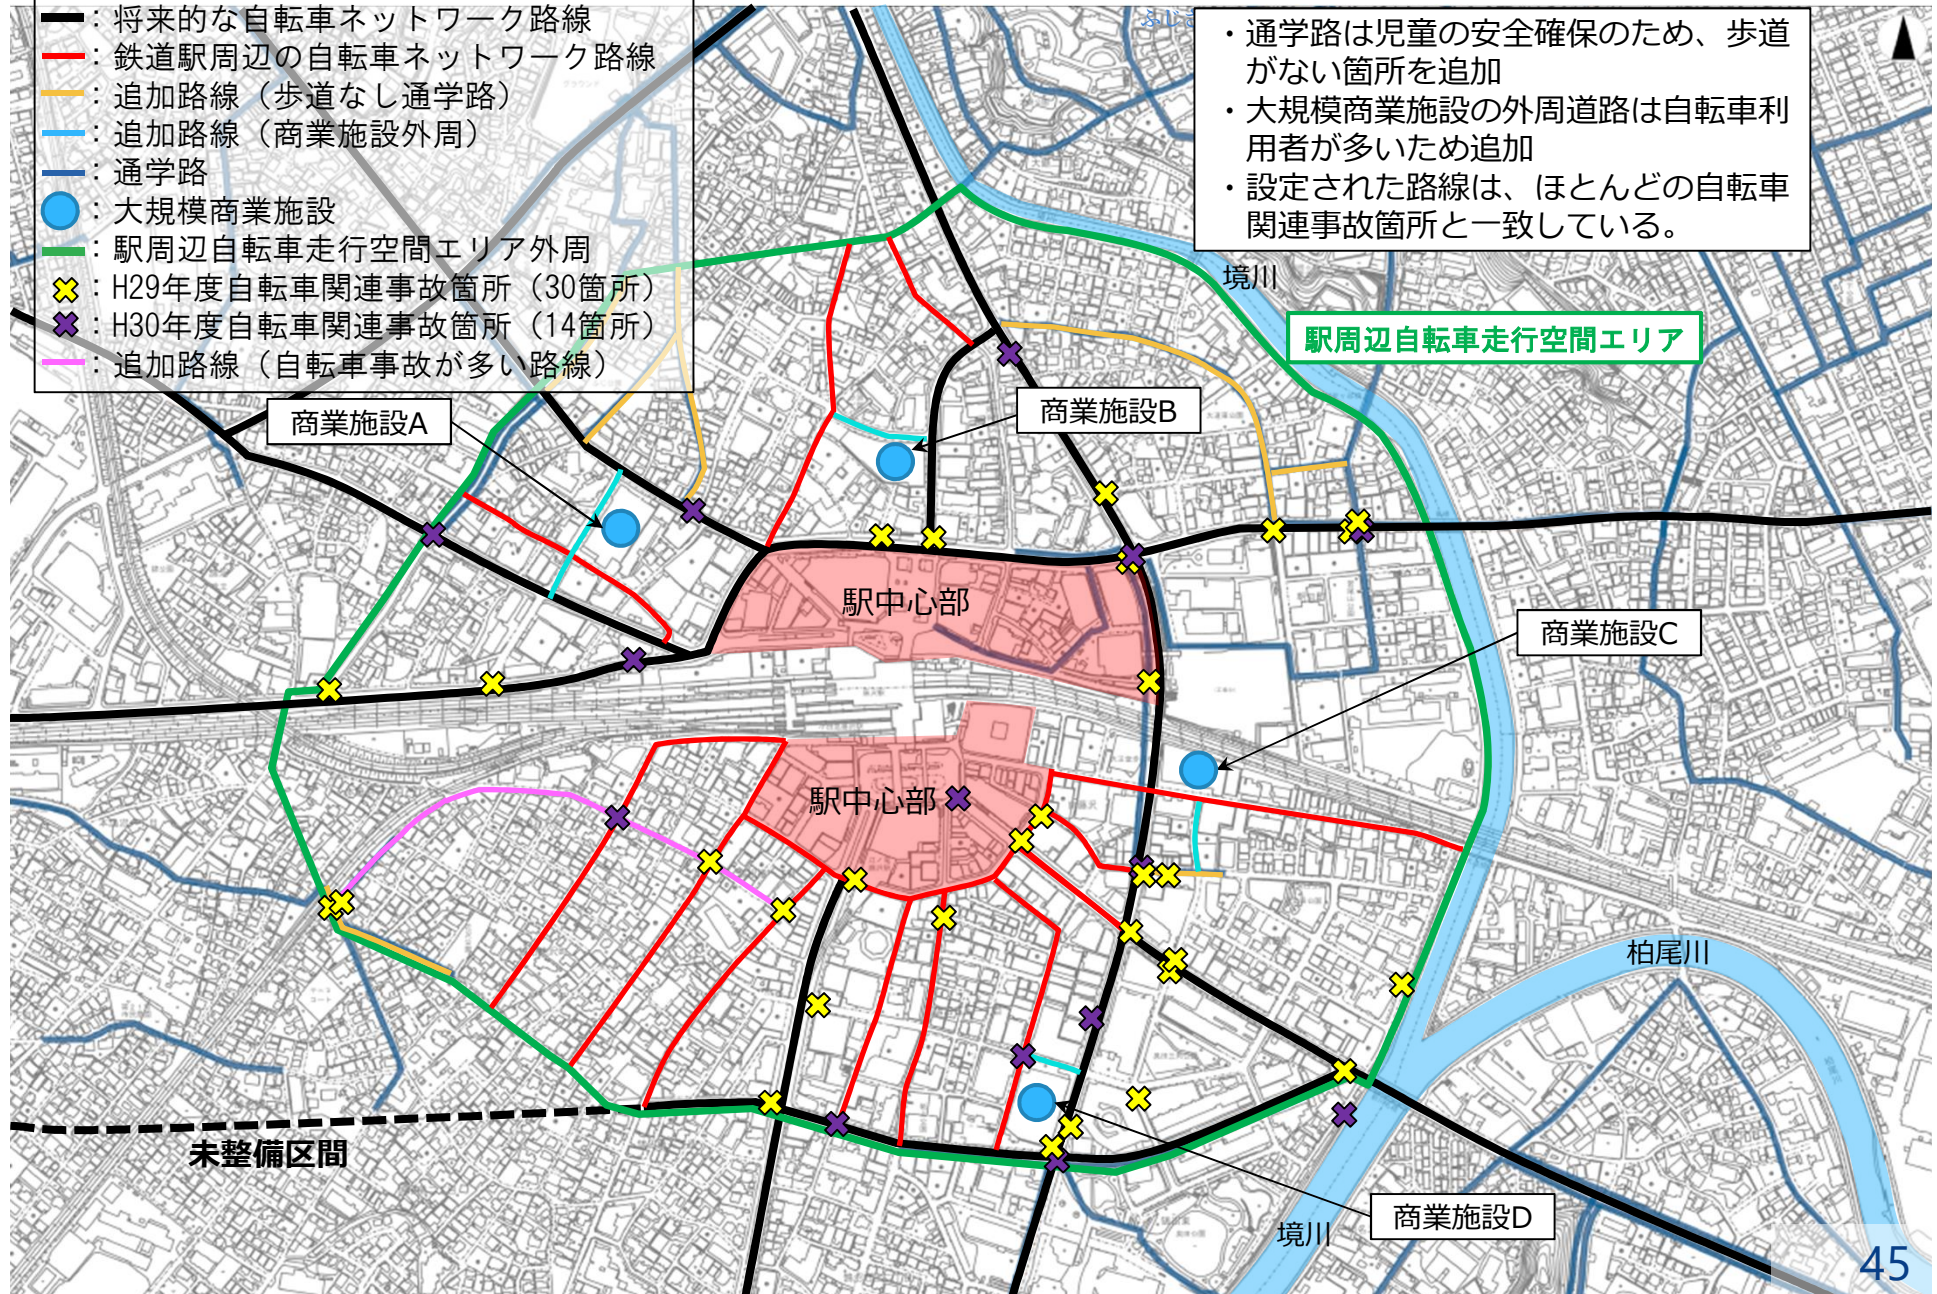 ：将来的な自転車ネットワーク路線
：鉄道駅周辺の自転車ネットワーク路線
：追加路線（歩道なし通学路）
：追加路線（商業施設外周）
：通学路
：大規模商業施設
：駅周辺自転車走行空間エリア外周
：H29年度自転車関連事故箇所（30箇所）
：H30年度自転車関連事故箇所（14箇所）
：追加路線（自転車事故が多い路線）
・通学路は児童の安全確保のため、歩道
がない箇所を追加
・大規模商業施設の外周道路は自転車利
用者が多いため追加
・設定された路線は、ほとんどの自転車
関連事故箇所と一致している。
境川
駅周辺自転車走行空間エリア
商業施設A
商業施設B
駅中心部
商業施設C
駅中心部
柏尾川
未整備区間
商業施設D
境川
45